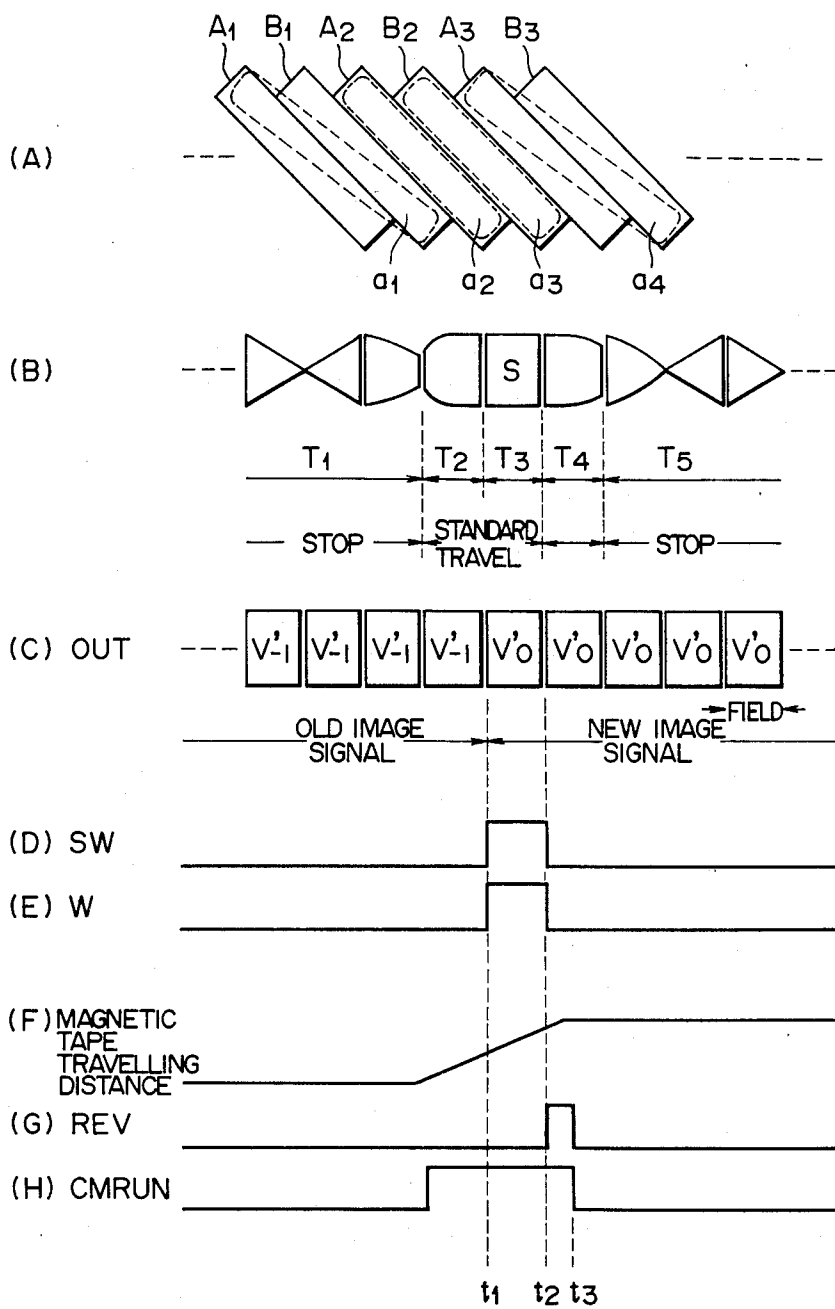 A1 B1 A2 B2 A3 B3
(A)
a1 a2 a3 a4
(B)
S
T1 T2 T3 T4 T5
STOP STANDARD TRAVEL STOP
(C) OUT
V'-1 V'-1 V'-1 V'-1 V'0 V'0 V'0 V'0 V'0
FIELD
OLD IMAGE SIGNAL
NEW IMAGE SIGNAL
(D) SW
(E) W
(F) MAGNETIC
TAPE
TRAVELLING
DISTANCE
(G) REV
(H) CMRUN
t1 t2 t3